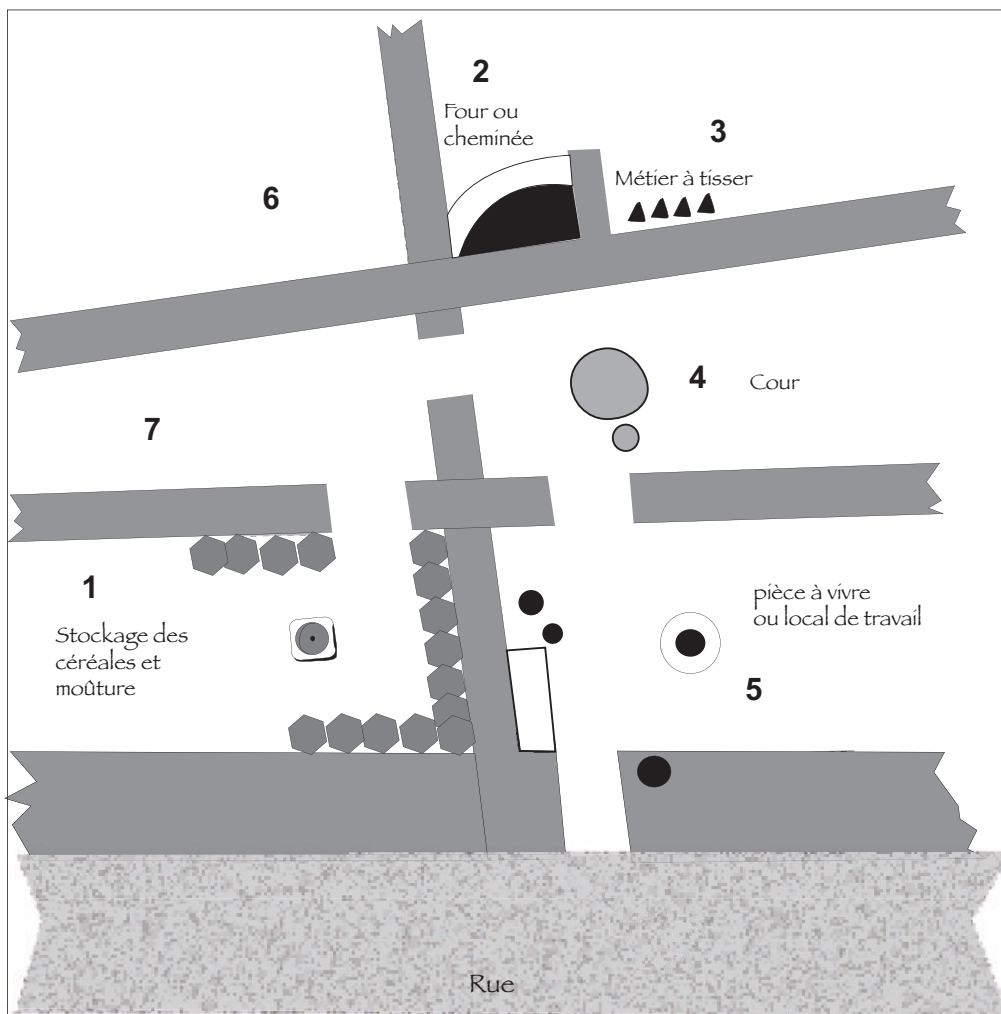 2
Four ou
cheminée
3
Métier à tisser
6
4
Cour
7
1
Stockage des
céréales et
moûture
pièce à vivre
ou local de travail
5
Rue